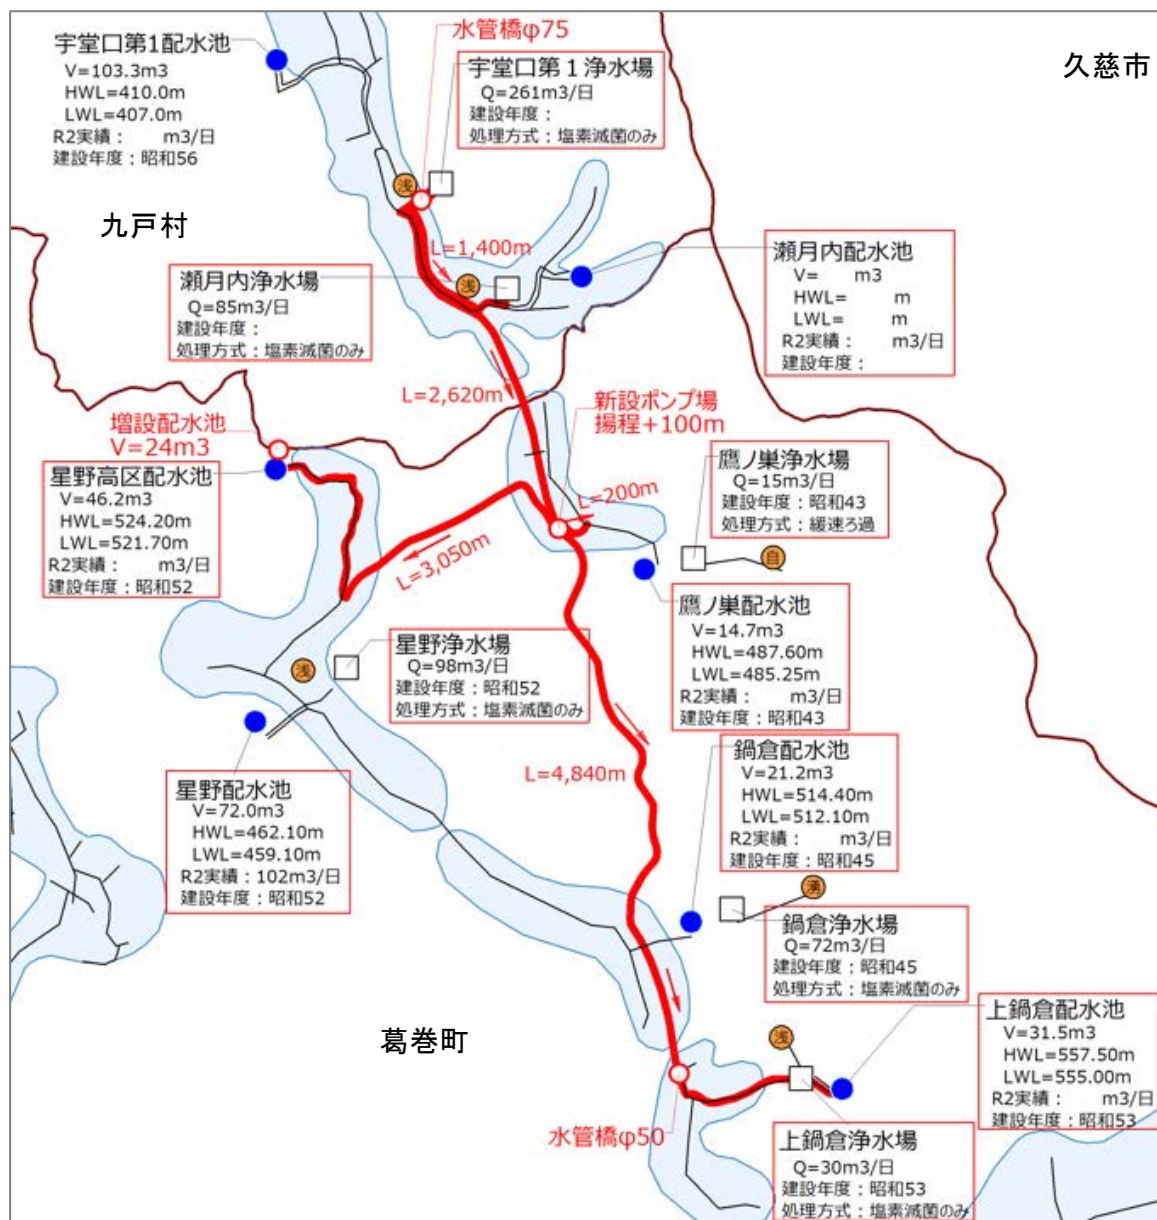 水管橋φ75
宇堂口第1配水池
V=103.3m3
HWL=410.0m
LWL=407.0m
R2実績： m3/日
建設年度：昭和56
宇堂口第１浄水場
Q=261m3/日
建設年度：
処理方式：塩素滅菌のみ
久慈市
浅
九戸村
L=1,400m
瀬月内浄水場
Q=85m3/日
建設年度：
処理方式：塩素滅菌のみ
浅
瀬月内配水池
V= m3
HWL= m
LWL= m
R2実績： m3/日
建設年度：
L=2,620m
新設ポンプ場
揚程+100m
増設配水池
V=24m3
星野高区配水池
V=46.2m3
HWL=524.20m
LWL=521.70m
R2実績： m3/日
建設年度：昭和52
鷹ノ巣浄水場
Q=15m3/日
建設年度：昭和43
処理方式：緩速ろ過
L=200m
L=3,050m
自
鷹ノ巣配水池
V=14.7m3
HWL=487.60m
LWL=485.25m
R2実績： m3/日
建設年度：昭和43
星野浄水場
Q=98m3/日
建設年度：昭和52
処理方式：塩素滅菌のみ
浅
鍋倉配水池
V=21.2m3
HWL=514.40m
LWL=512.10m
R2実績： m3/日
建設年度：昭和45
L=4,840m
星野配水池
V=72.0m3
HWL=462.10m
LWL=459.10m
R2実績：102m3/日
建設年度：昭和52
湧
鍋倉浄水場
Q=72m3/日
建設年度：昭和45
処理方式：塩素滅菌のみ
葛巻町
上鍋倉配水池
V=31.5m3
HWL=557.50m
LWL=555.00m
R2実績： m3/日
建設年度：昭和53
浅
水管橋φ50
上鍋倉浄水場
Q=30m3/日
建設年度：昭和53
処理方式：塩素滅菌のみ